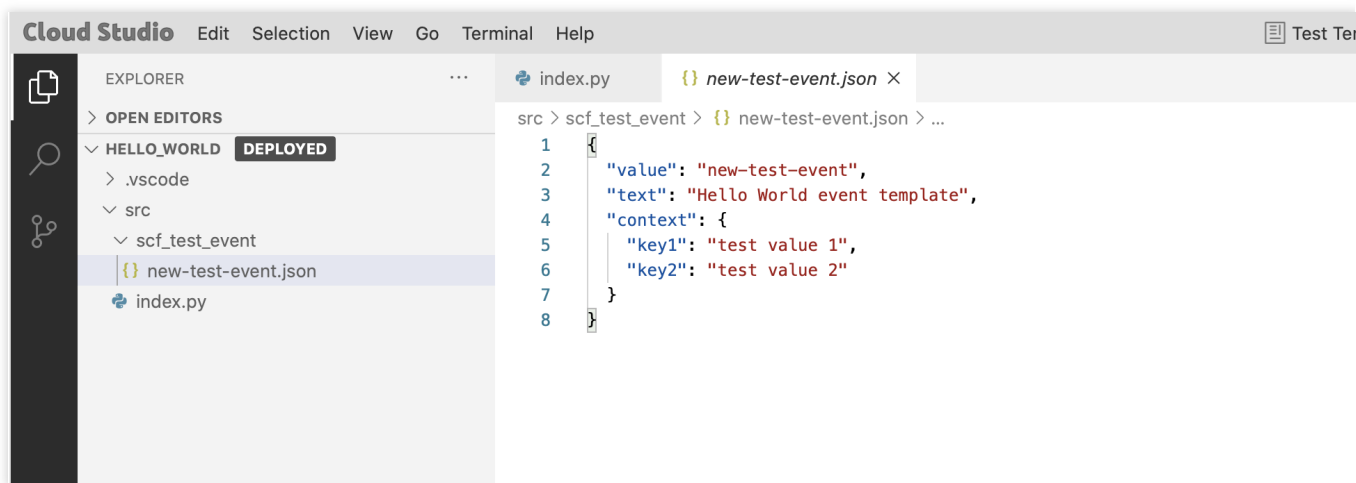 Cloud Studio Edit Selection View Go Terminal Help Test
EXPLORER ...
OPEN EDITORS
HELLO_WORLD DEPLOYED
.vscode
src
scf_test_event
{} new-test-event.json
index.py
index.py {} new-test-event.json ×
src > scf_test_event > {} new-test-event.json > ...
1 {
2 "value": "new-test-event",
3 "text": "Hello World event template",
4 "context": {
5 "key1": "test value 1",
6 "key2": "test value 2"
7 }
8 }